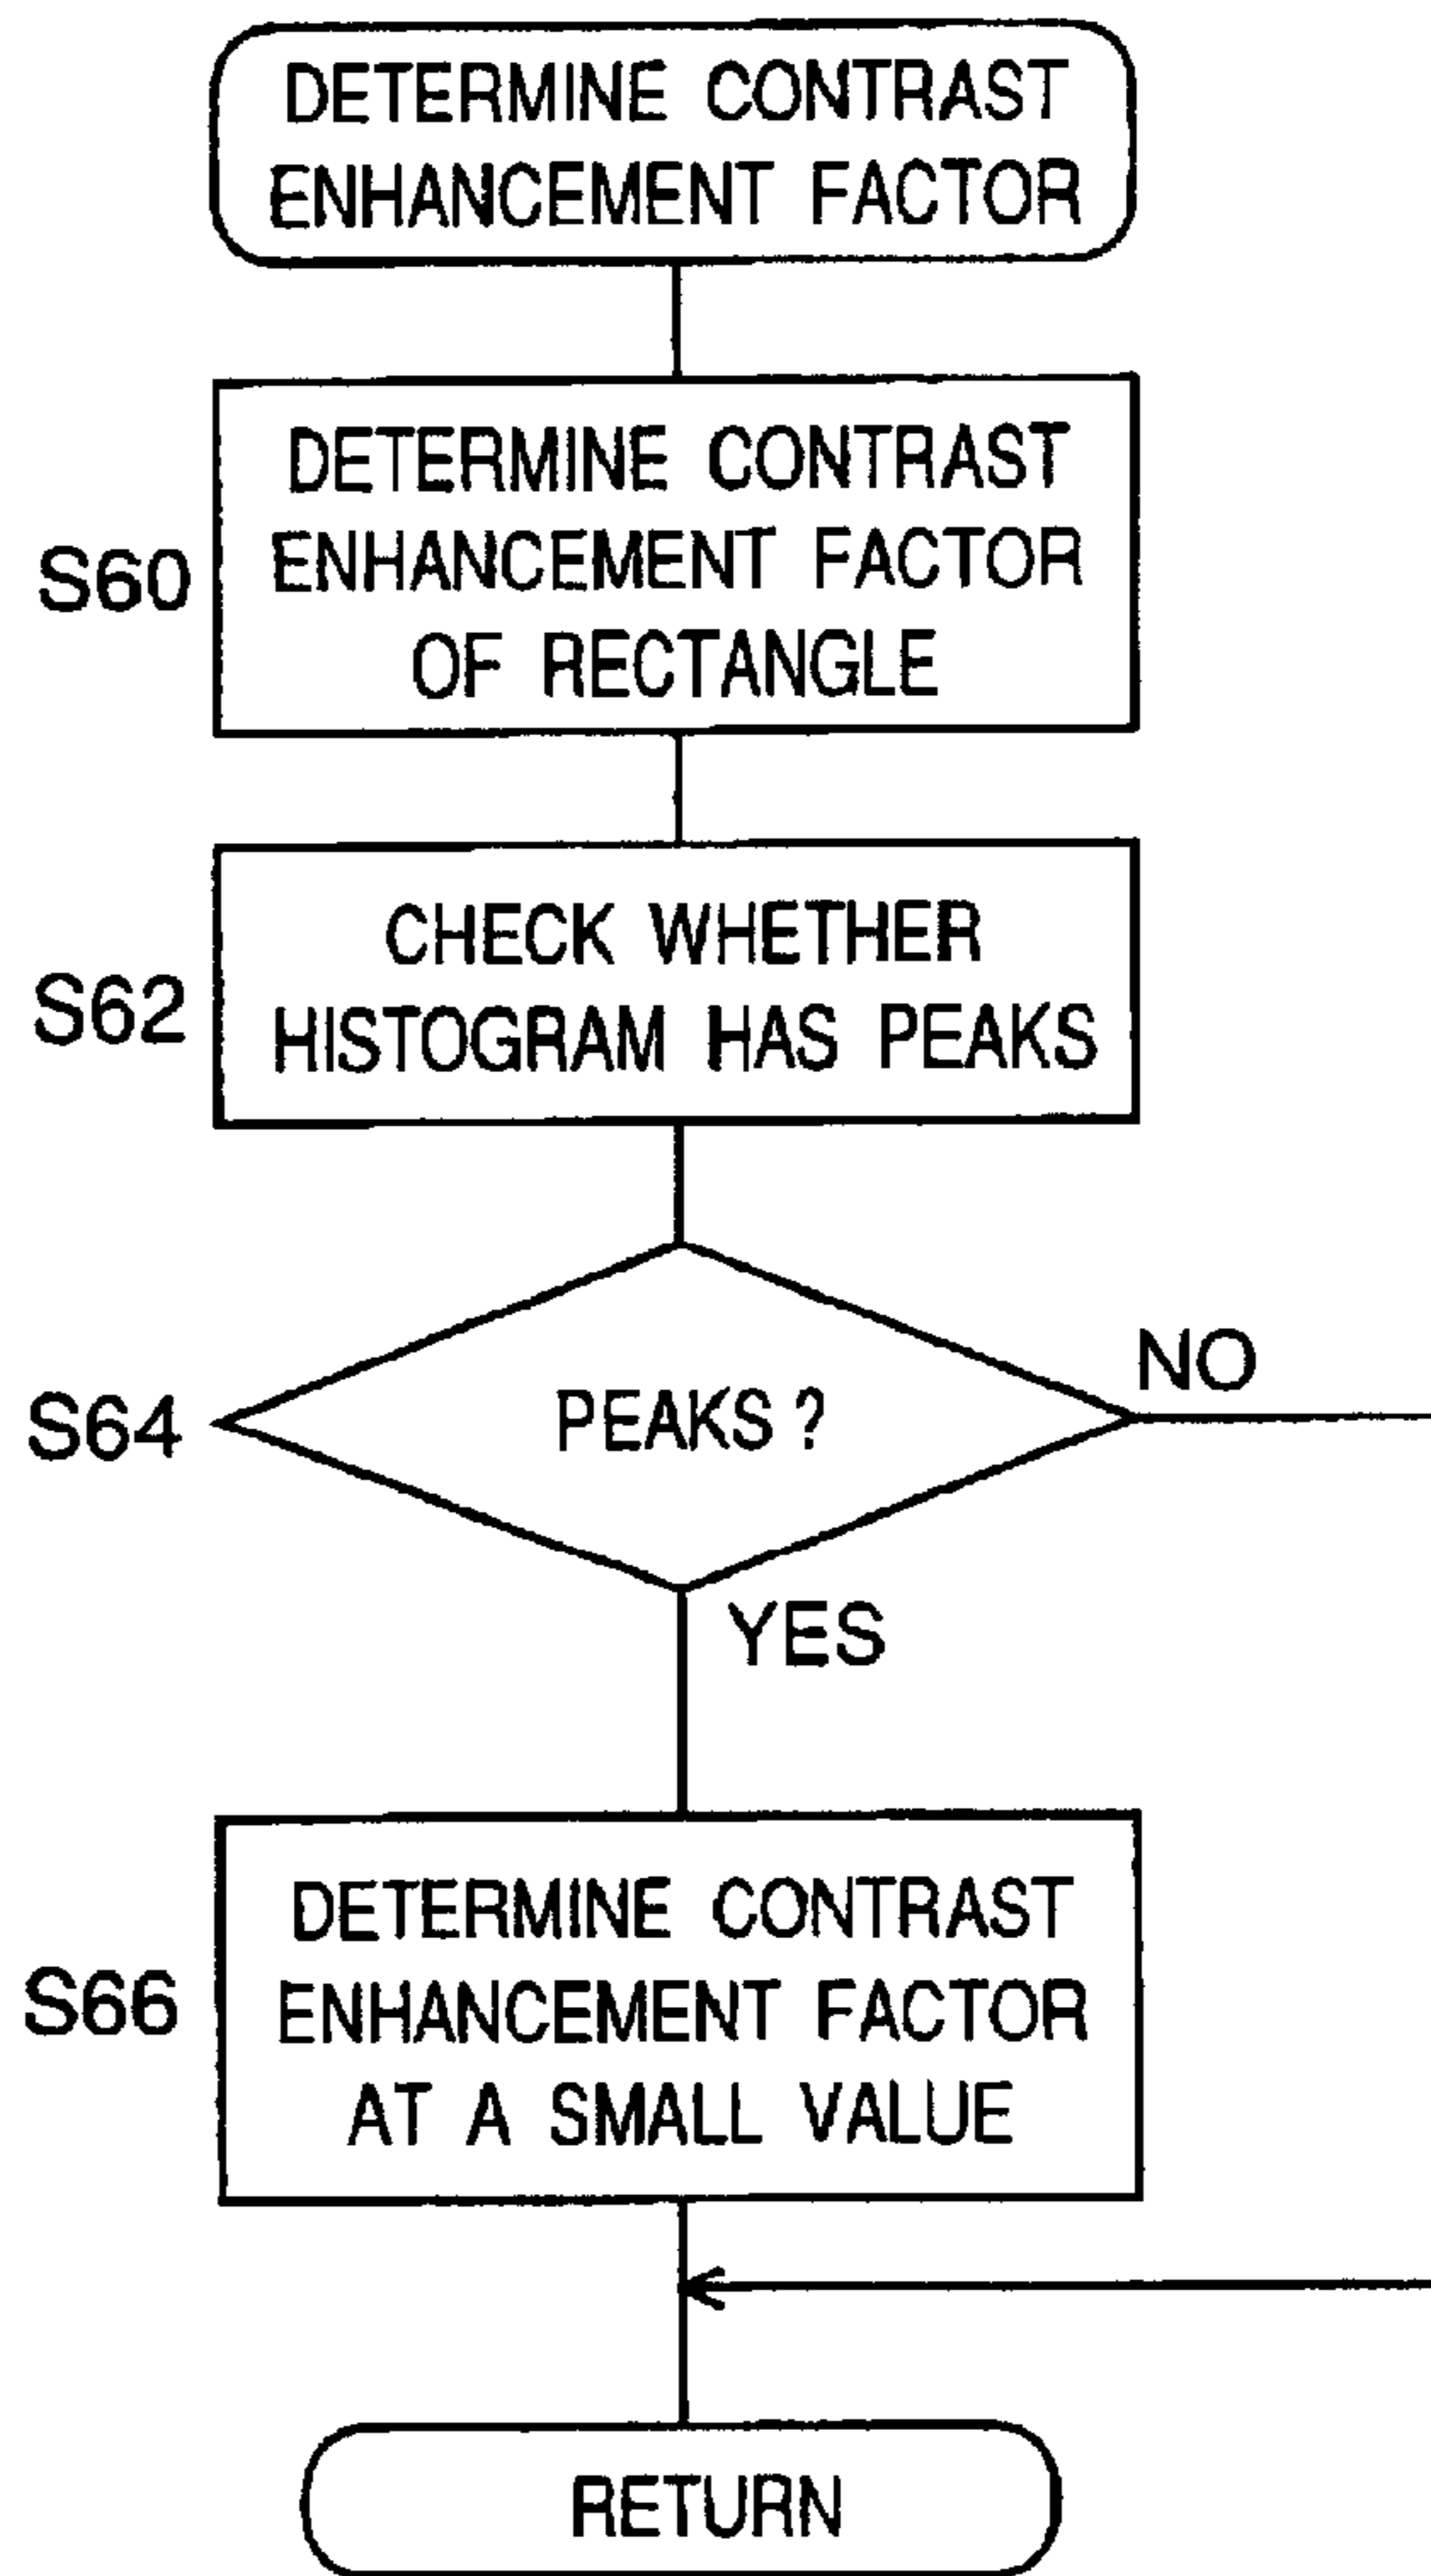 DETERMINE CONTRAST
ENHANCEMENT FACTOR
S60
DETERMINE CONTRAST
ENHANCEMENT FACTOR
OF RECTANGLE
S62
CHECK WHETHER
HISTOGRAM HAS PEAKS
S64
PEAKS ?
NO
YES
S66
DETERMINE CONTRAST
ENHANCEMENT FACTOR
AT A SMALL VALUE
RETURN